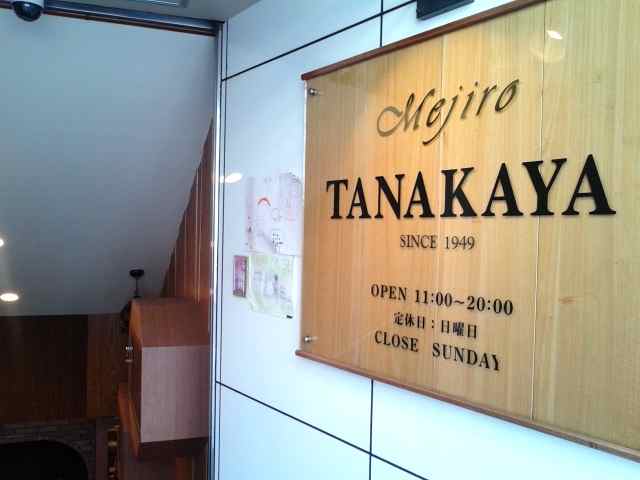 Mejiro
TANAKAYA
SINCE 1949
OPEN 11:00~20:00
定休日：日曜日
CLOSE SUNDAY